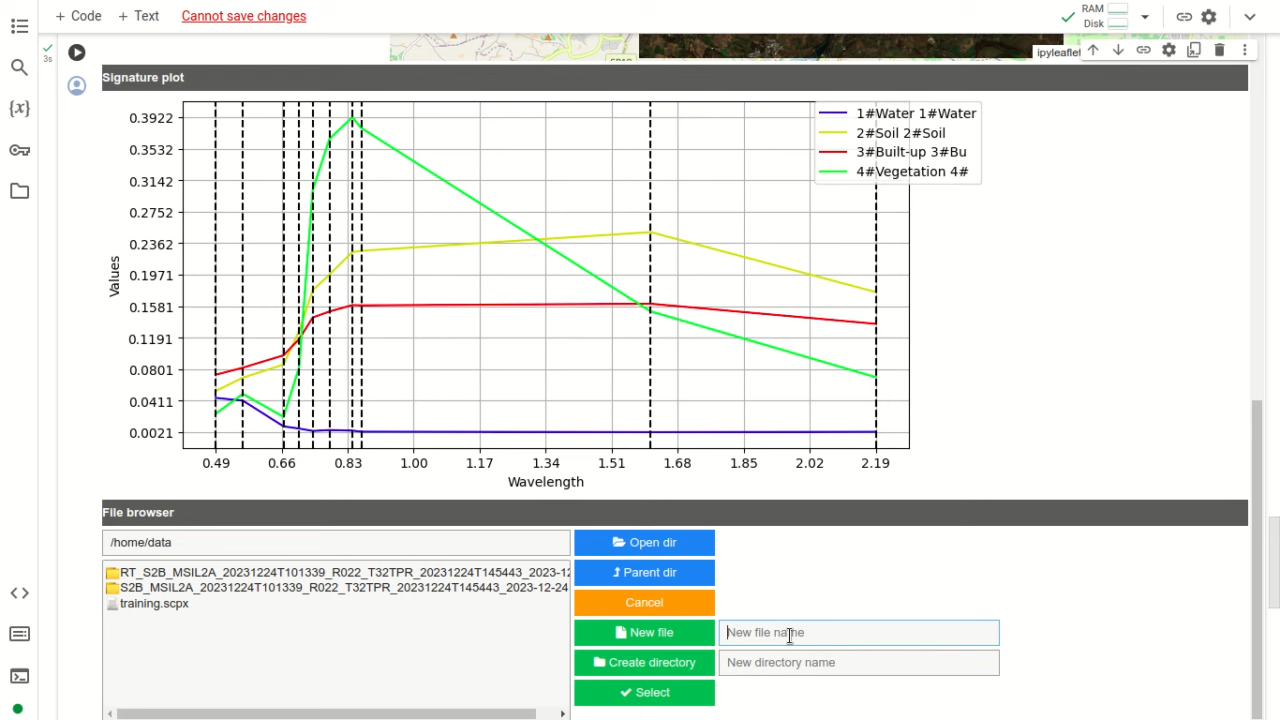 + Code + Text Cannot save changes RAM
Disk
3s
ipyleaflet
Signature plot
0.3922
0.3532
0.3142
0.2752
0.2362
0.1971
0.1581
0.1191
0.0801
0.0411
0.0021
Values
1#Water 1#Water
2#Soil 2#Soil
3#Built-up 3#Bu
4#Vegetation 4#
0.49 0.66 0.83 1.00 1.17 1.34 1.51 1.68 1.85 2.02 2.19
Wavelength
File browser
/home/data
Open dir
RT_S2B_MSIL2A_20231224T101339_R022_T32TPR_20231224T145443_2023-12
S2B_MSIL2A_20231224T101339_R022_T32TPR_20231224T145443_2023-12-24
training.scpx
Parent dir
Cancel
New file New file name
Create directory New directory name
Select